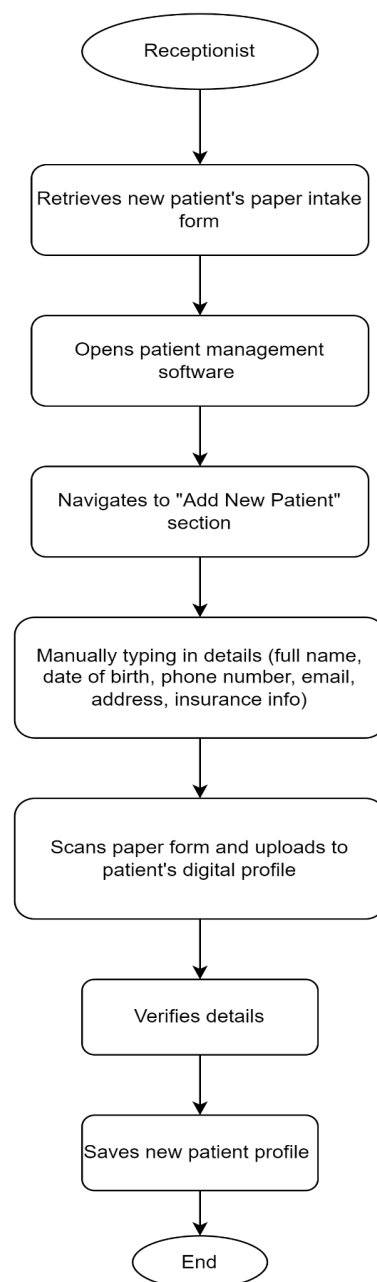 Receptionist
Retrieves new patient's paper intake
form
Opens patient management
software
Navigates to "Add New Patient"
section
Manually typing in details (full name,
date of birth, phone number, email,
address, insurance info)
Scans paper form and uploads to
patient's digital profile
Verifies details
Saves new patient profile
End